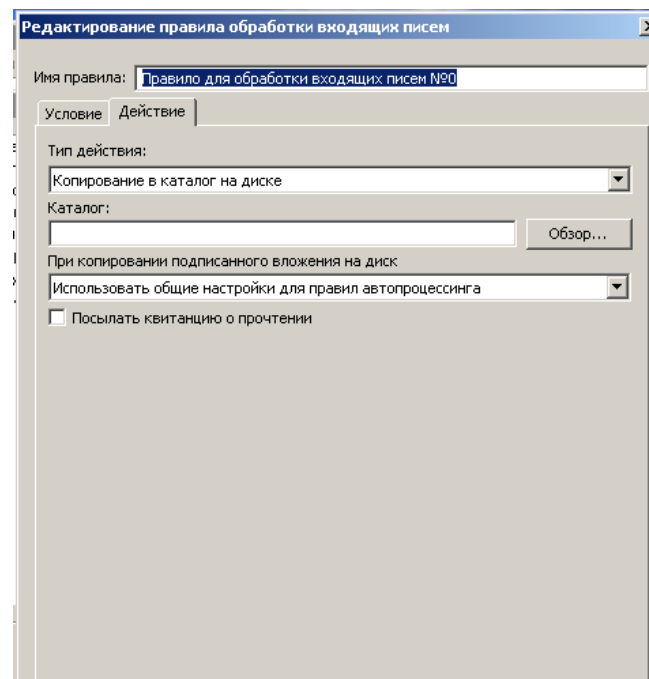 Редактирование правила обработки входящих писем
Имя правила: Правило для обработки входящих писем №0
Условие Действие
Тип действия:
Копирование в каталог на диске
Каталог:
Обзор...
При копировании подписанного вложения на диск
Использовать общие настройки для правил автопроцессинга
Посылать квитанцию о прочтении